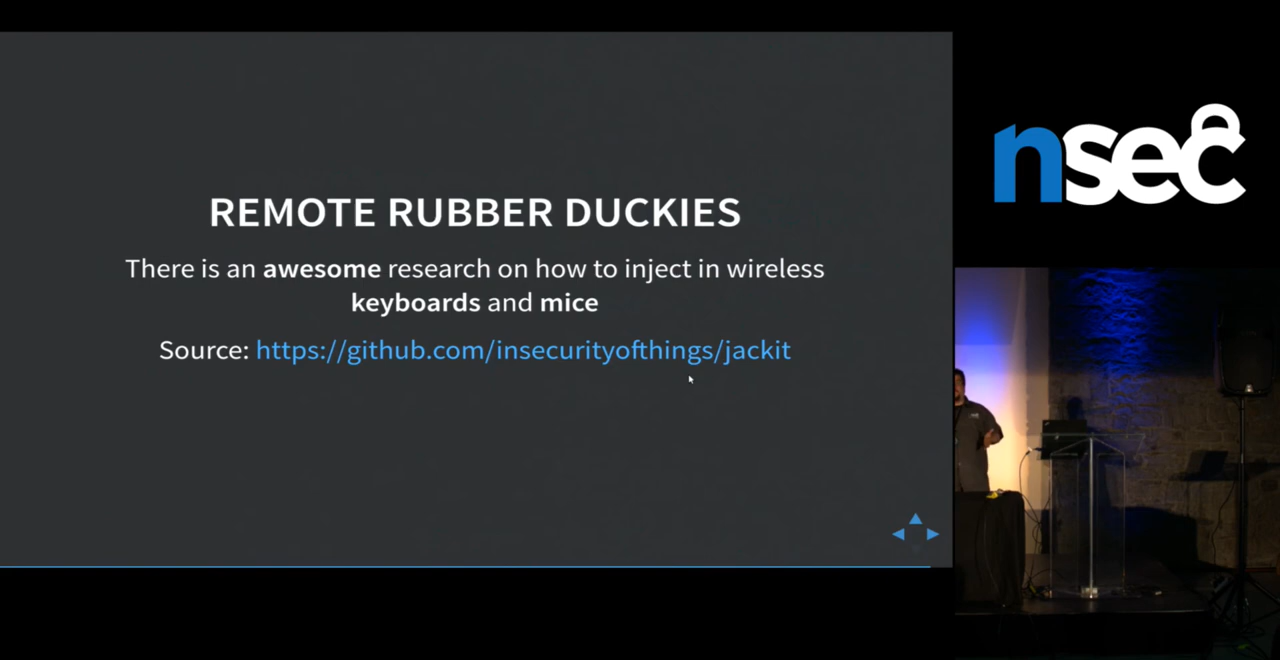 REMOTE RUBBER DUCKIES
There is an awesome research on how to inject in wireless
keyboards and mice
Source: https://github.com/insecurityofthings/jackit
nsec